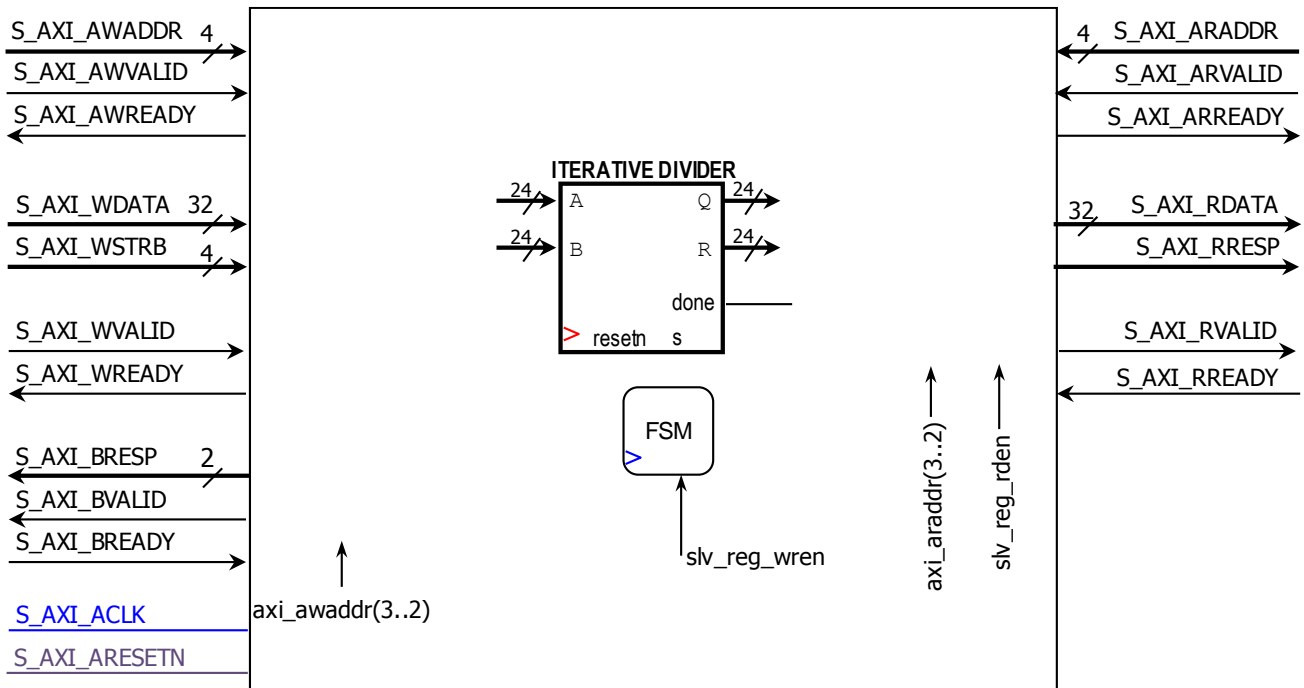 S_AXI_AWADDR 4
S_AXI_AWVALID
S_AXI_AWREADY
S_AXI_WDATA 32
S_AXI_WSTRB 4
S_AXI_WVALID
S_AXI_WREADY
S_AXI_BRESP 2
S_AXI_BVALID
S_AXI_BREADY
S_AXI_ACLK
S_AXI_ARESETN
axi_awaddr(3..2)
ITERATIVE DIVIDER
24 A Q 24
24 B R 24
done
resetn s
FSM
slv_reg_wren
axi_araddr(3..2)
slv_reg_rden
4 S_AXI_ARADDR
S_AXI_ARVALID
S_AXI_ARREADY
32 S_AXI_RDATA
S_AXI_RRESP
S_AXI_RVALID
S_AXI_RREADY